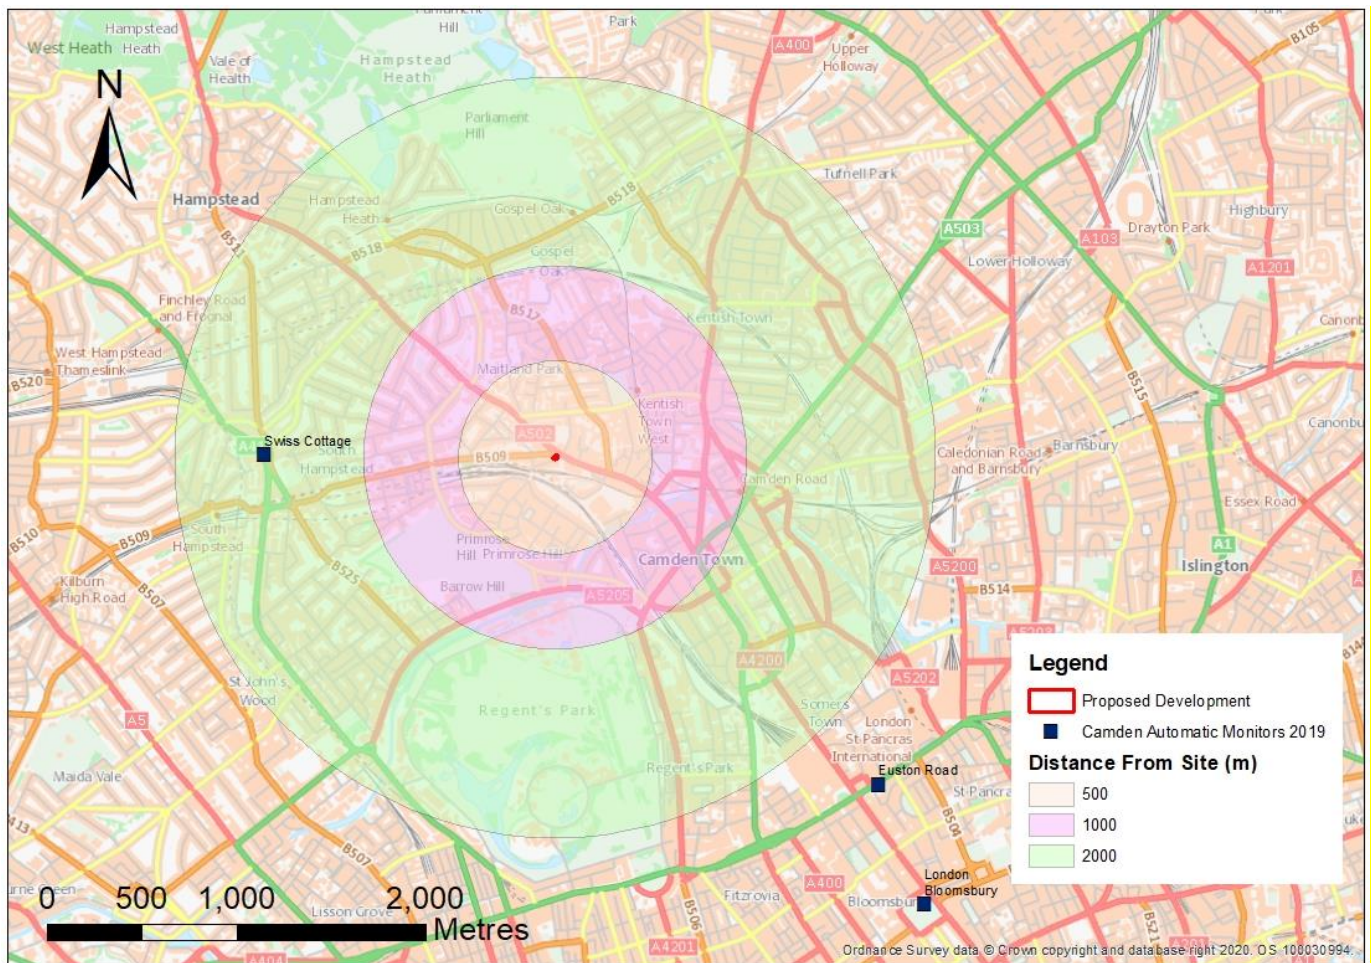 Hampstead
Heath
Hill
Park
West Heath
Vale of
Health
Hampstead
Heath
A400
Upper
Holloway
B105
N
Parliament
Hill
Tufnell Park
Hampstead
Hampstead
Heath
Gospel Oak
B518
Highbury
B511
B518
Gospel
Oak
A503
A103
Drayton Park
Lower Holloway
A1201
Finchley Road
and Frognal
B517
Kentish Town
West Hampstead
Thameslink
B520
Maitland Park
Kentish
Town
West
B515
A502
Swiss Cottage
South
Hampstead
B509
Caledonian Road
and Barnsbury
Barnsbury
Camden Road
Essex Road
B510
B509
South
Hampstead
Primrose
Hill
Primrose Hill
Camden Town
A1
Islington
Kilburn
High Road
B507
B525
Barrow Hill
A5205
A5200
B514
A4200
A5202
St John's
Wood
A5
Regent's Park
Somers
Town
London
St Pancras
International
Maida Vale
Regent's Park
Euston Road
B504
B507
Lisson Grove
Fitzrovia
A400
London
Bloomsbury
B506
A4201
A404
B521
0 500 1,000 2,000
Metres
Legend
Proposed Development
Camden Automatic Monitors 2019
Distance From Site (m)
500
1000
2000
Ordnance Survey data © Crown copyright and database right 2020. OS 100030994.